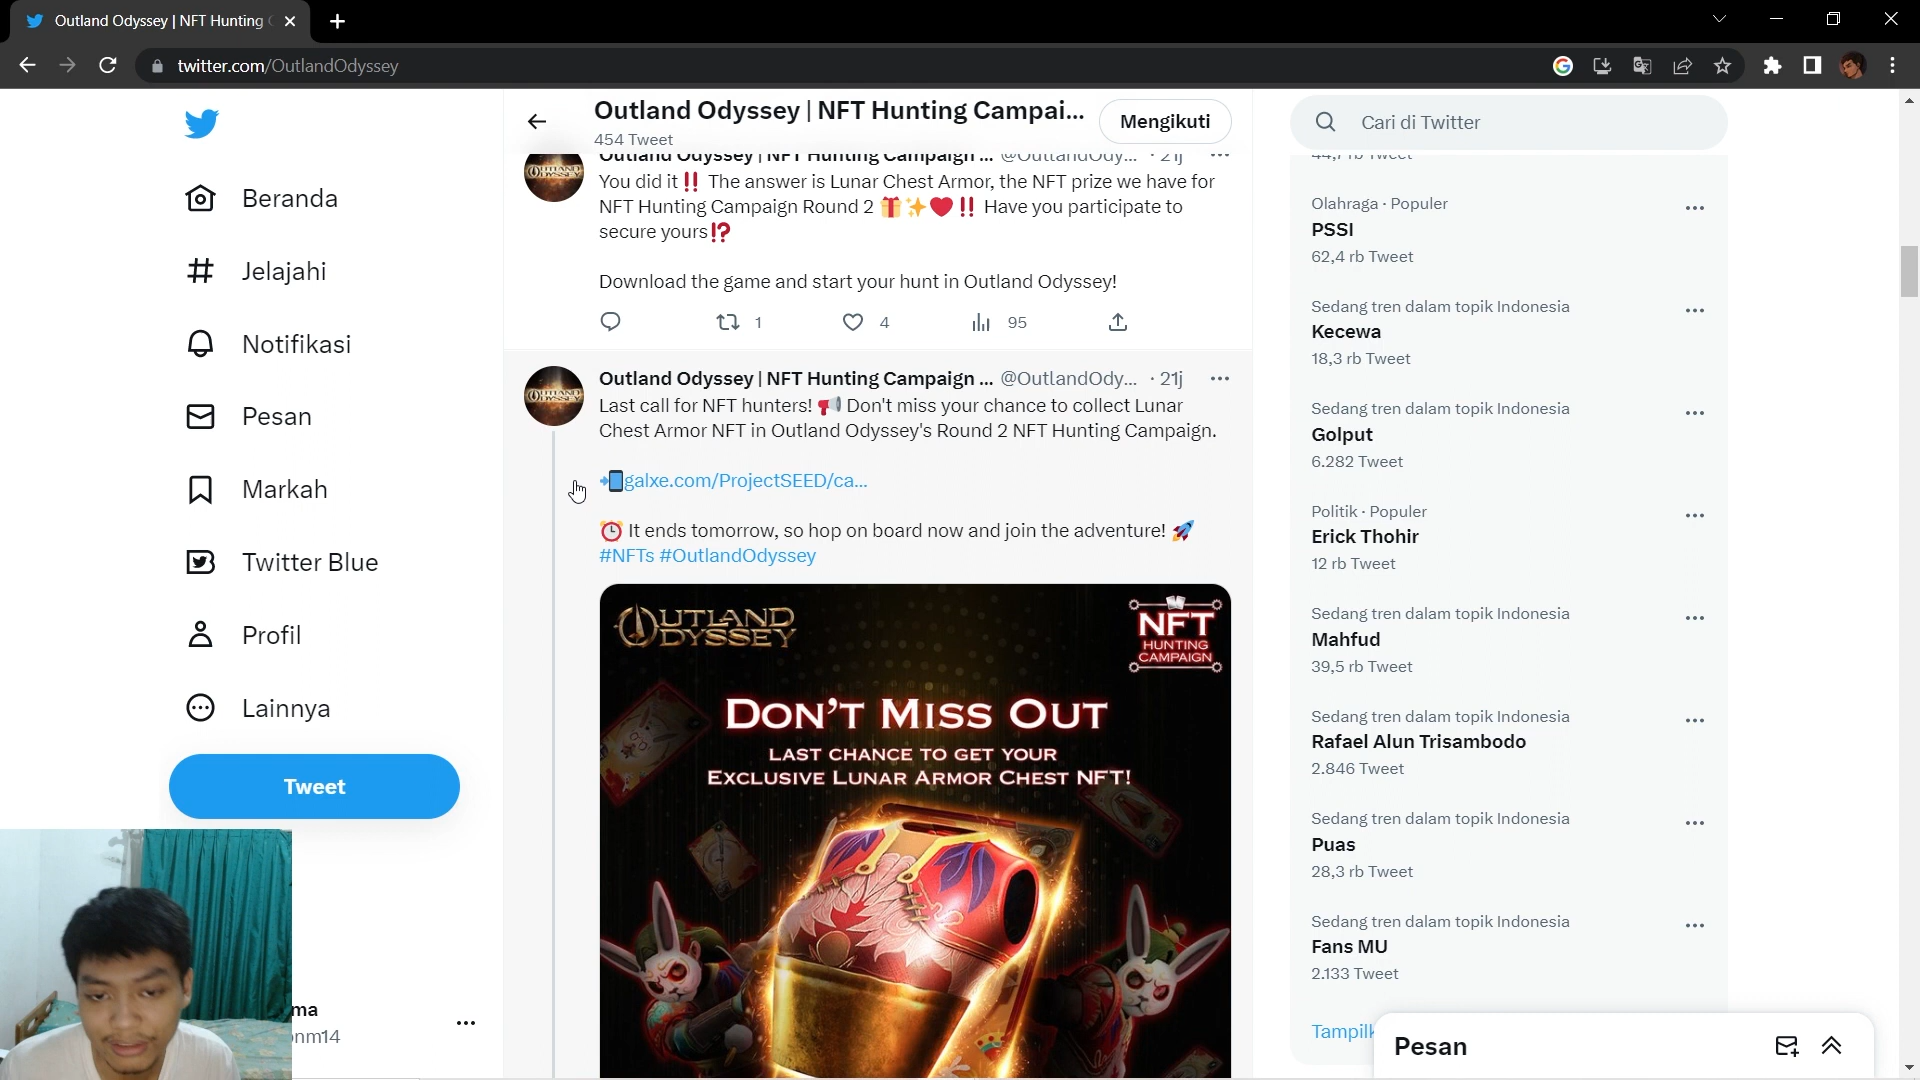 Outland Odyssey | NFT Hunting
twitter.com/OutlandOdyssey
Beranda
Jelajahi
Notifikasi
Pesan
Markah
Twitter Blue
Profil
Lainnya
Tweet
ma
nm14
Outland Odyssey | NFT Hunting Campai...
454 Tweet
Mengikuti
Outland Odyssey | NFT Hunting Campaign ... @OutlandOdy... · 21j
You did it‼️ The answer is Lunar Chest Armor, the NFT prize we have for
NFT Hunting Campaign Round 2 🎁✨❤️‼️ Have you participate to
secure yours⁉️
Download the game and start your hunt in Outland Odyssey!
1 4 95
Outland Odyssey | NFT Hunting Campaign ... @OutlandOdy... · 21j
Last call for NFT hunters! 📢 Don't miss your chance to collect Lunar
Chest Armor NFT in Outland Odyssey's Round 2 NFT Hunting Campaign.
📲galxe.com/ProjectSEED/ca...
⏰ It ends tomorrow, so hop on board now and join the adventure! 🚀
#NFTs #OutlandOdyssey
OUTLAND
ODYSSEY
NFT
HUNTING
CAMPAIGN
DON'T MISS OUT
LAST CHANCE TO GET YOUR
EXCLUSIVE LUNAR ARMOR CHEST NFT!
Cari di Twitter
44,7 rb Tweet
Olahraga · Populer
PSSI
62,4 rb Tweet
Sedang tren dalam topik Indonesia
Kecewa
18,3 rb Tweet
Sedang tren dalam topik Indonesia
Golput
6.282 Tweet
Politik · Populer
Erick Thohir
12 rb Tweet
Sedang tren dalam topik Indonesia
Mahfud
39,5 rb Tweet
Sedang tren dalam topik Indonesia
Rafael Alun Trisambodo
2.846 Tweet
Sedang tren dalam topik Indonesia
Puas
28,3 rb Tweet
Sedang tren dalam topik Indonesia
Fans MU
2.133 Tweet
Tampilk
Pesan